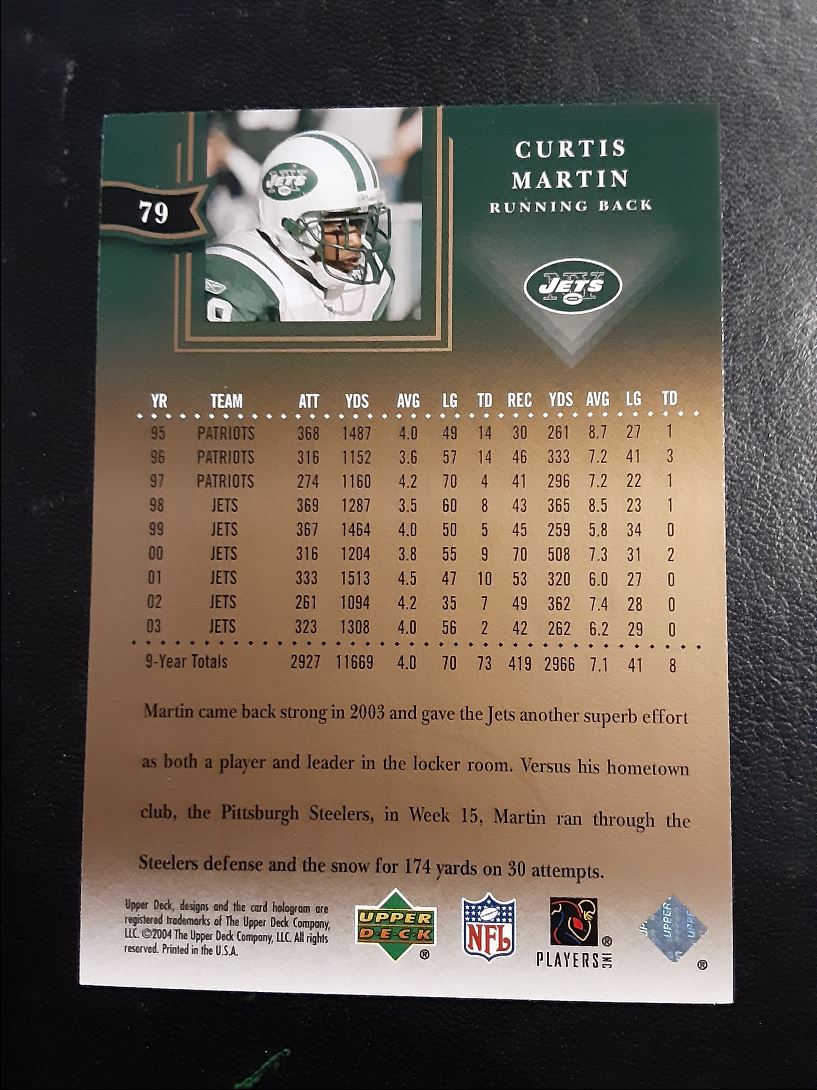 79
JETS
CURTIS
MARTIN
RUNNING BACK
NY JETS
YR TEAM ATT YDS AVG LG TD REC YDS AVG LG TD
95 PATRIOTS 368 1487 4.0 49 14 30 261 8.7 27 1
96 PATRIOTS 316 1152 3.6 57 14 46 333 7.2 41 3
97 PATRIOTS 274 1160 4.2 70 4 41 296 7.2 22 1
98 JETS 369 1287 3.5 60 8 43 365 8.5 23 1
99 JETS 367 1464 4.0 50 5 45 259 5.8 34 0
00 JETS 316 1204 3.8 55 9 70 508 7.3 31 2
01 JETS 333 1513 4.5 47 10 53 320 6.0 27 0
02 JETS 261 1094 4.2 35 7 49 362 7.4 28 0
03 JETS 323 1308 4.0 56 2 42 262 6.2 29 0
9-Year Totals 2927 11669 4.0 70 73 419 2966 7.1 41 8
Martin came back strong in 2003 and gave the Jets another superb effort
as both a player and leader in the locker room. Versus his hometown
club, the Pittsburgh Steelers, in Week 15, Martin ran through the
Steelers defense and the snow for 174 yards on 30 attempts.
Upper Deck, designs and the card hologram are
registered trademarks of The Upper Deck Company,
LLC. ©2004 The Upper Deck Company, LLC. All rights
reserved. Printed in the U.S.A.
UPPER
DECK ®
NFL
PLAYERS INC ®
UPPER
®